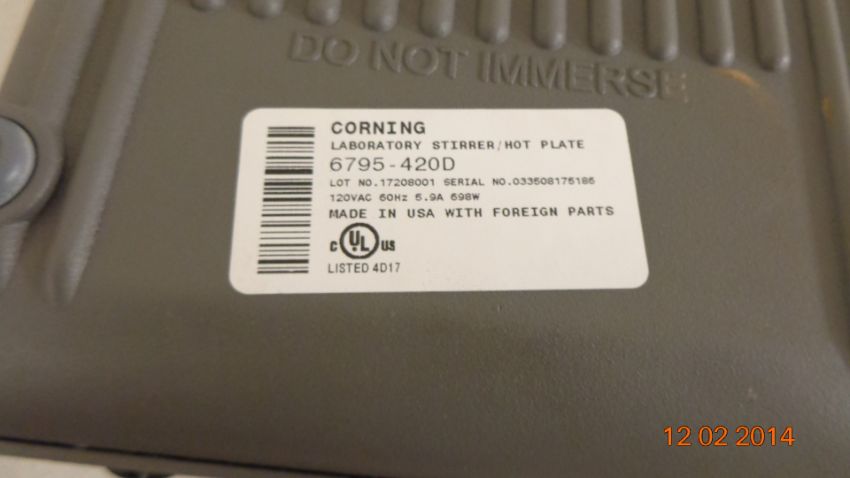 DO NOT IMMERSE
CORNING
LABORATORY STIRRER/HOT PLATE
6795-420D
LOT NO.17208001 SERIAL NO.033508175185
120VAC 60Hz 5.9A 698W
MADE IN USA WITH FOREIGN PARTS
C UL US
LISTED 4D17
12 02 2014